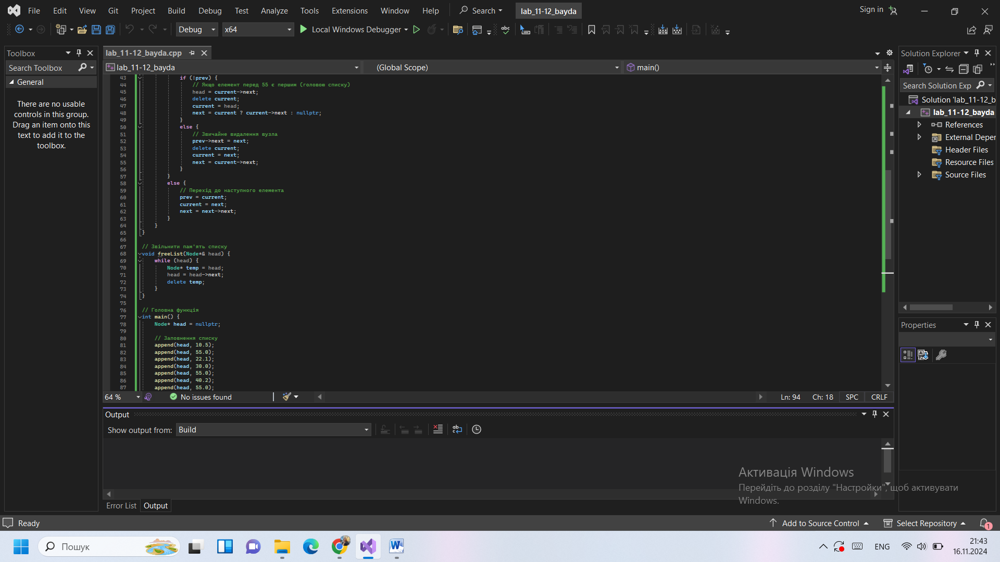 File Edit View Git Project Build Debug Test Analyze Tools Extensions Window Help Search lab_11-12_bayda Sign in
Debug x64 Local Windows Debugger
Toolbox
Search Toolbox
General
There are no usable
controls in this group.
Drag an item onto this
text to add it to the
toolbox.
lab_11-12_bayda.cpp
lab_11-12_bayda (Global Scope) main()
43 if (!prev) {
44 // Якщо елемент перед 55 є першим (головою списку)
45 head = current->next;
46 delete current;
47 current = head;
48 next = current ? current->next : nullptr;
49 }
50 else {
51 // Звичайне видалення вузла
52 prev->next = next;
53 delete current;
54 current = next;
55 next = current->next;
56 }
57 }
58 else {
59 // Перехід до наступного елемента
60 prev = current;
61 current = next;
62 next = next->next;
63 }
64 }
65 }
66
67 // Звільнити пам'ять списку
68 void freeList(Node*& head) {
69 while (head) {
70 Node* temp = head;
71 head = head->next;
72 delete temp;
73 }
74 }
75
76 // Головна функція
77 int main() {
78 Node* head = nullptr;
79
80 // Заповнення списку
81 append(head, 10.5);
82 append(head, 55.0);
83 append(head, 22.1);
84 append(head, 30.0);
85 append(head, 55.0);
86 append(head, 40.2);
87 append(head, 55.0);
64 % No issues found Ln: 94 Ch: 18 SPC CRLF
Output
Show output from: Build
Error List Output
Solution Explorer
Search Solution Exp
Solution 'lab_11-12_b
lab_11-12_bayda
References
External Deper
Header Files
Resource Files
Source Files
Properties
Активація Windows
Перейдіть до розділу "Настройки", щоб активувати
Windows.
Ready Add to Source Control Select Repository 1
Пошук ENG 21:43
16.11.2024